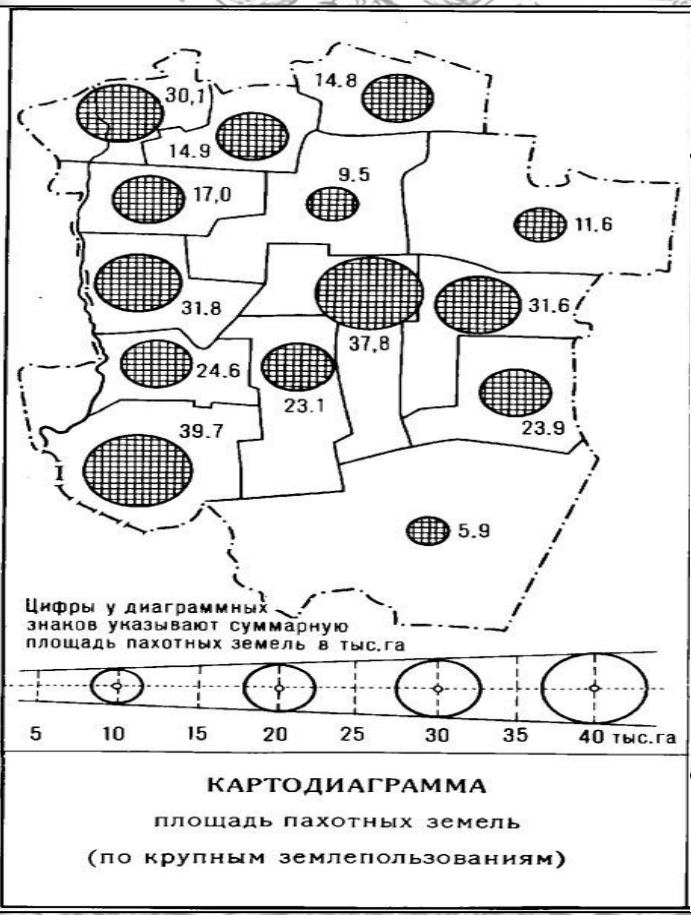 30,1
14.8
14.9
9.5
17,0
11.6
31.8
31.6
37,8
24.6
23.1
23.9
39.7
5.9
Цифры у диаграммных
знаков указывают суммарную
площадь пахотных земель в тыс.га
5 10 15 20 25 30 35 40 тыс.га
КАРТОДИАГРАММА
площадь пахотных земель
(по крупным землепользованиям)